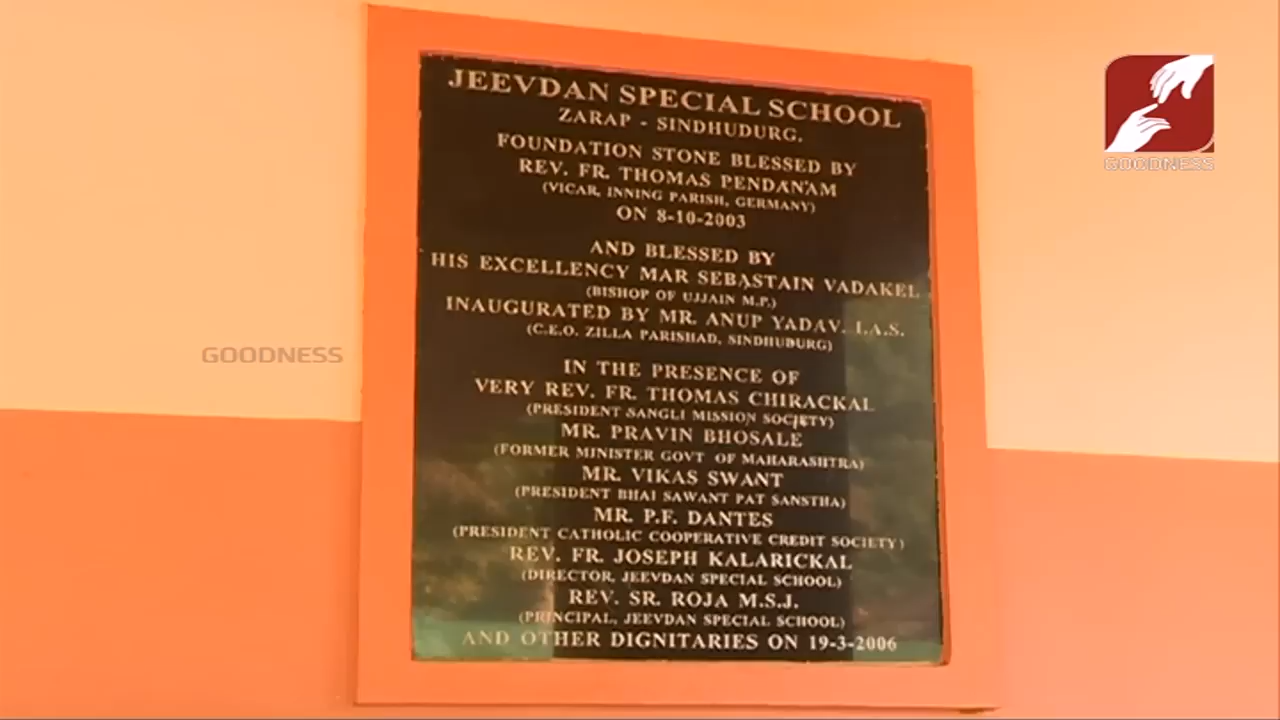 JEEVDAN SPECIAL SCHOOL
ZARAP - SINDHUDURG.
FOUNDATION STONE BLESSED BY
REV. FR. THOMAS PENDANAM
(VICAR, INNING PARISH, GERMANY)
ON 8-10-2003
AND BLESSED BY
HIS EXCELLENCY MAR SEBASTAIN VADAKEL
(BISHOP OF UJJAIN M.P.)
INAUGURATED BY MR. ANUP YADAV. I.A.S.
(C.E.O. ZILLA PARISHAD, SINDHUDURG)
IN THE PRESENCE OF
VERY REV. FR. THOMAS CHIRACKAL
(PRESIDENT SANGLI MISSION SOCIETY)
MR. PRAVIN BHOSALE
(FORMER MINISTER GOVT OF MAHARASHTRA)
MR. VIKAS SWANT
(PRESIDENT BHAI SAWANT PAT SANSTHA)
MR. P.F. DANTES
(PRESIDENT CATHOLIC COOPERATIVE CREDIT SOCIETY)
REV. FR. JOSEPH KALARICKAL
(DIRECTOR, JEEVDAN SPECIAL SCHOOL)
REV. SR. ROJA M.S.J.
(PRINCIPAL, JEEVDAN SPECIAL SCHOOL)
AND OTHER DIGNITARIES ON 19-3-2006
GOODNESS
GOODNESS